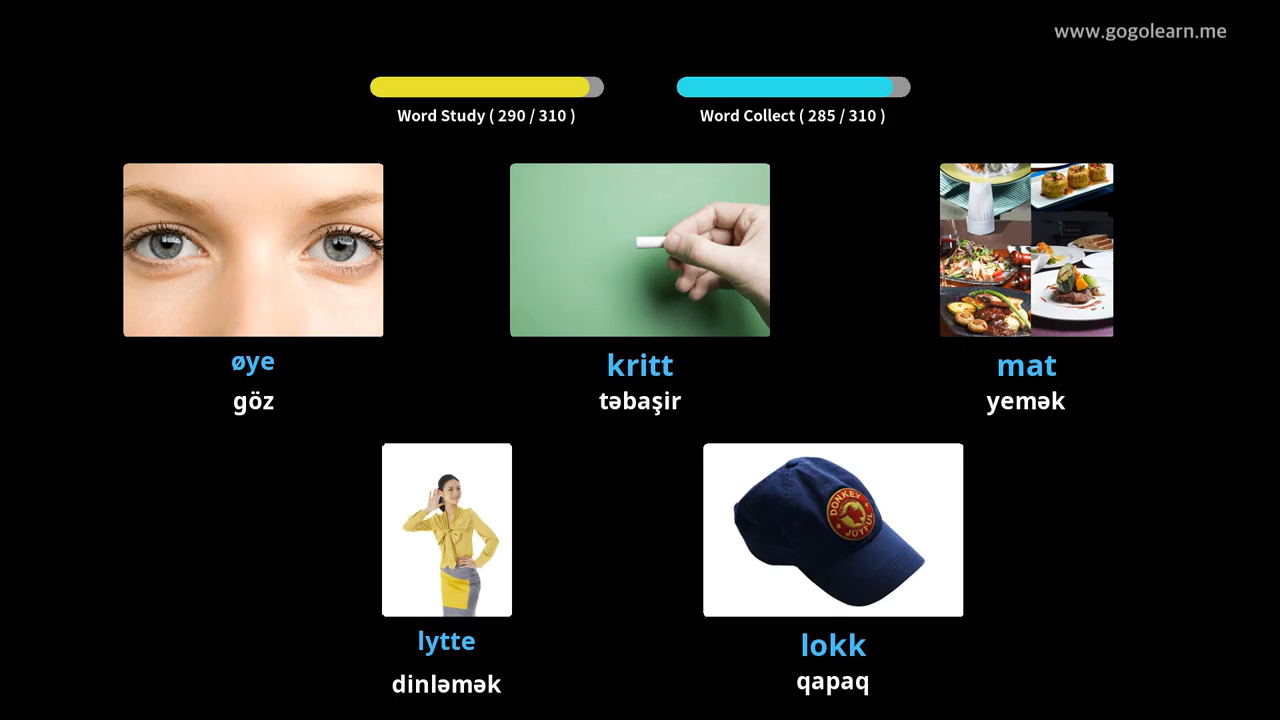 www.gogolearn.me
Word Study ( 290 / 310 )
Word Collect ( 285 / 310 )
øye
göz
kritt
təbaşir
mat
yemək
lytte
dinləmək
DONKEY
JOYFUL
lokk
qapaq